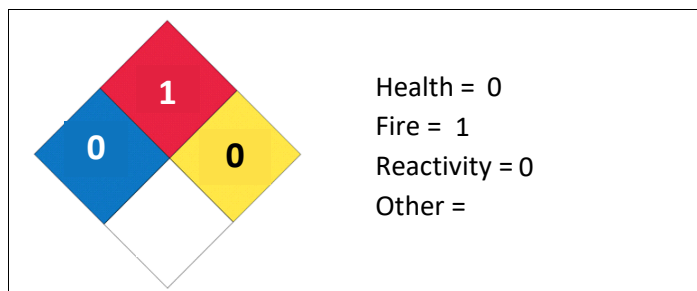 1
0
0
Health = 0
Fire = 1
Reactivity = 0
Other =